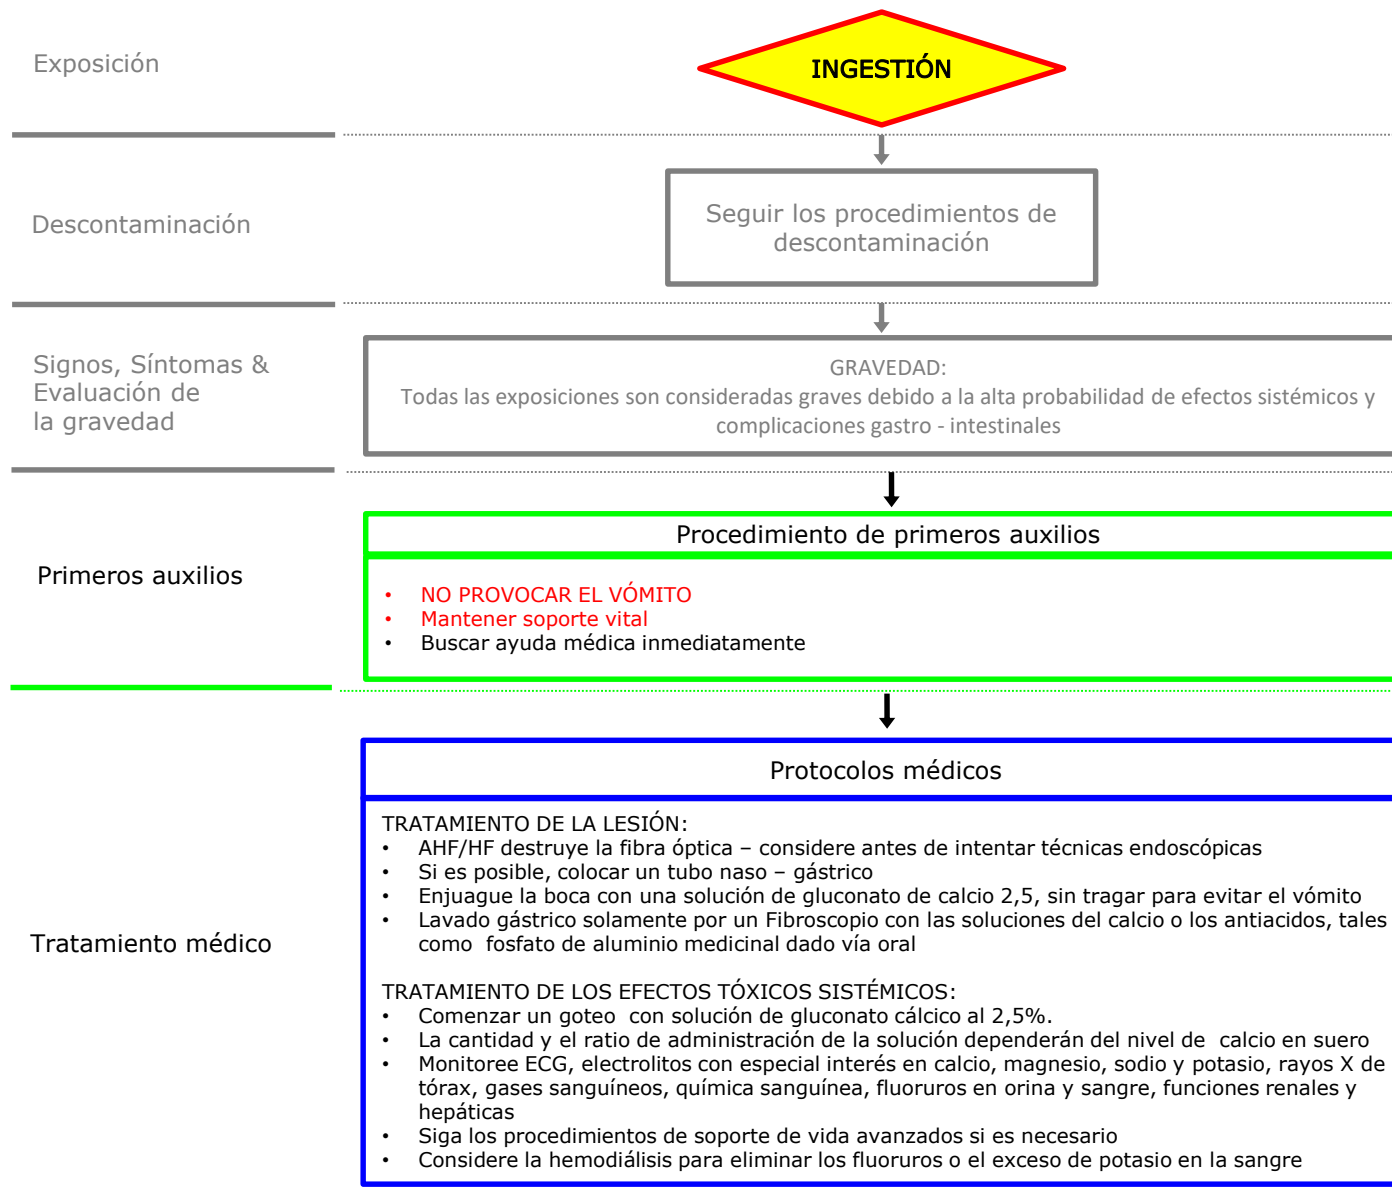 Exposición
INGESTIÓN
Descontaminación
Seguir los procedimientos de
descontaminación
Signos, Síntomas &
Evaluación de
la gravedad
GRAVEDAD:
Todas las exposiciones son consideradas graves debido a la alta probabilidad de efectos sistémicos y
complicaciones gastro - intestinales
Primeros auxilios
Procedimiento de primeros auxilios
• NO PROVOCAR EL VÓMITO
• Mantener soporte vital
• Buscar ayuda médica inmediatamente
Tratamiento médico
Protocolos médicos
TRATAMIENTO DE LA LESIÓN:
• AHF/HF destruye la fibra óptica – considere antes de intentar técnicas endoscópicas
• Si es posible, colocar un tubo naso – gástrico
• Enjuague la boca con una solución de gluconato de calcio 2,5, sin tragar para evitar el vómito
• Lavado gástrico solamente por un Fibroscopio con las soluciones del calcio o los antiacidos, tales
como fosfato de aluminio medicinal dado vía oral
TRATAMIENTO DE LOS EFECTOS TÓXICOS SISTÉMICOS:
• Comenzar un goteo con solución de gluconato cálcico al 2,5%.
• La cantidad y el ratio de administración de la solución dependerán del nivel de calcio en suero
• Monitoree ECG, electrolitos con especial interés en calcio, magnesio, sodio y potasio, rayos X de
tórax, gases sanguíneos, química sanguínea, fluoruros en orina y sangre, funciones renales y
hepáticas
• Siga los procedimientos de soporte de vida avanzados si es necesario
• Considere la hemodiálisis para eliminar los fluoruros o el exceso de potasio en la sangre